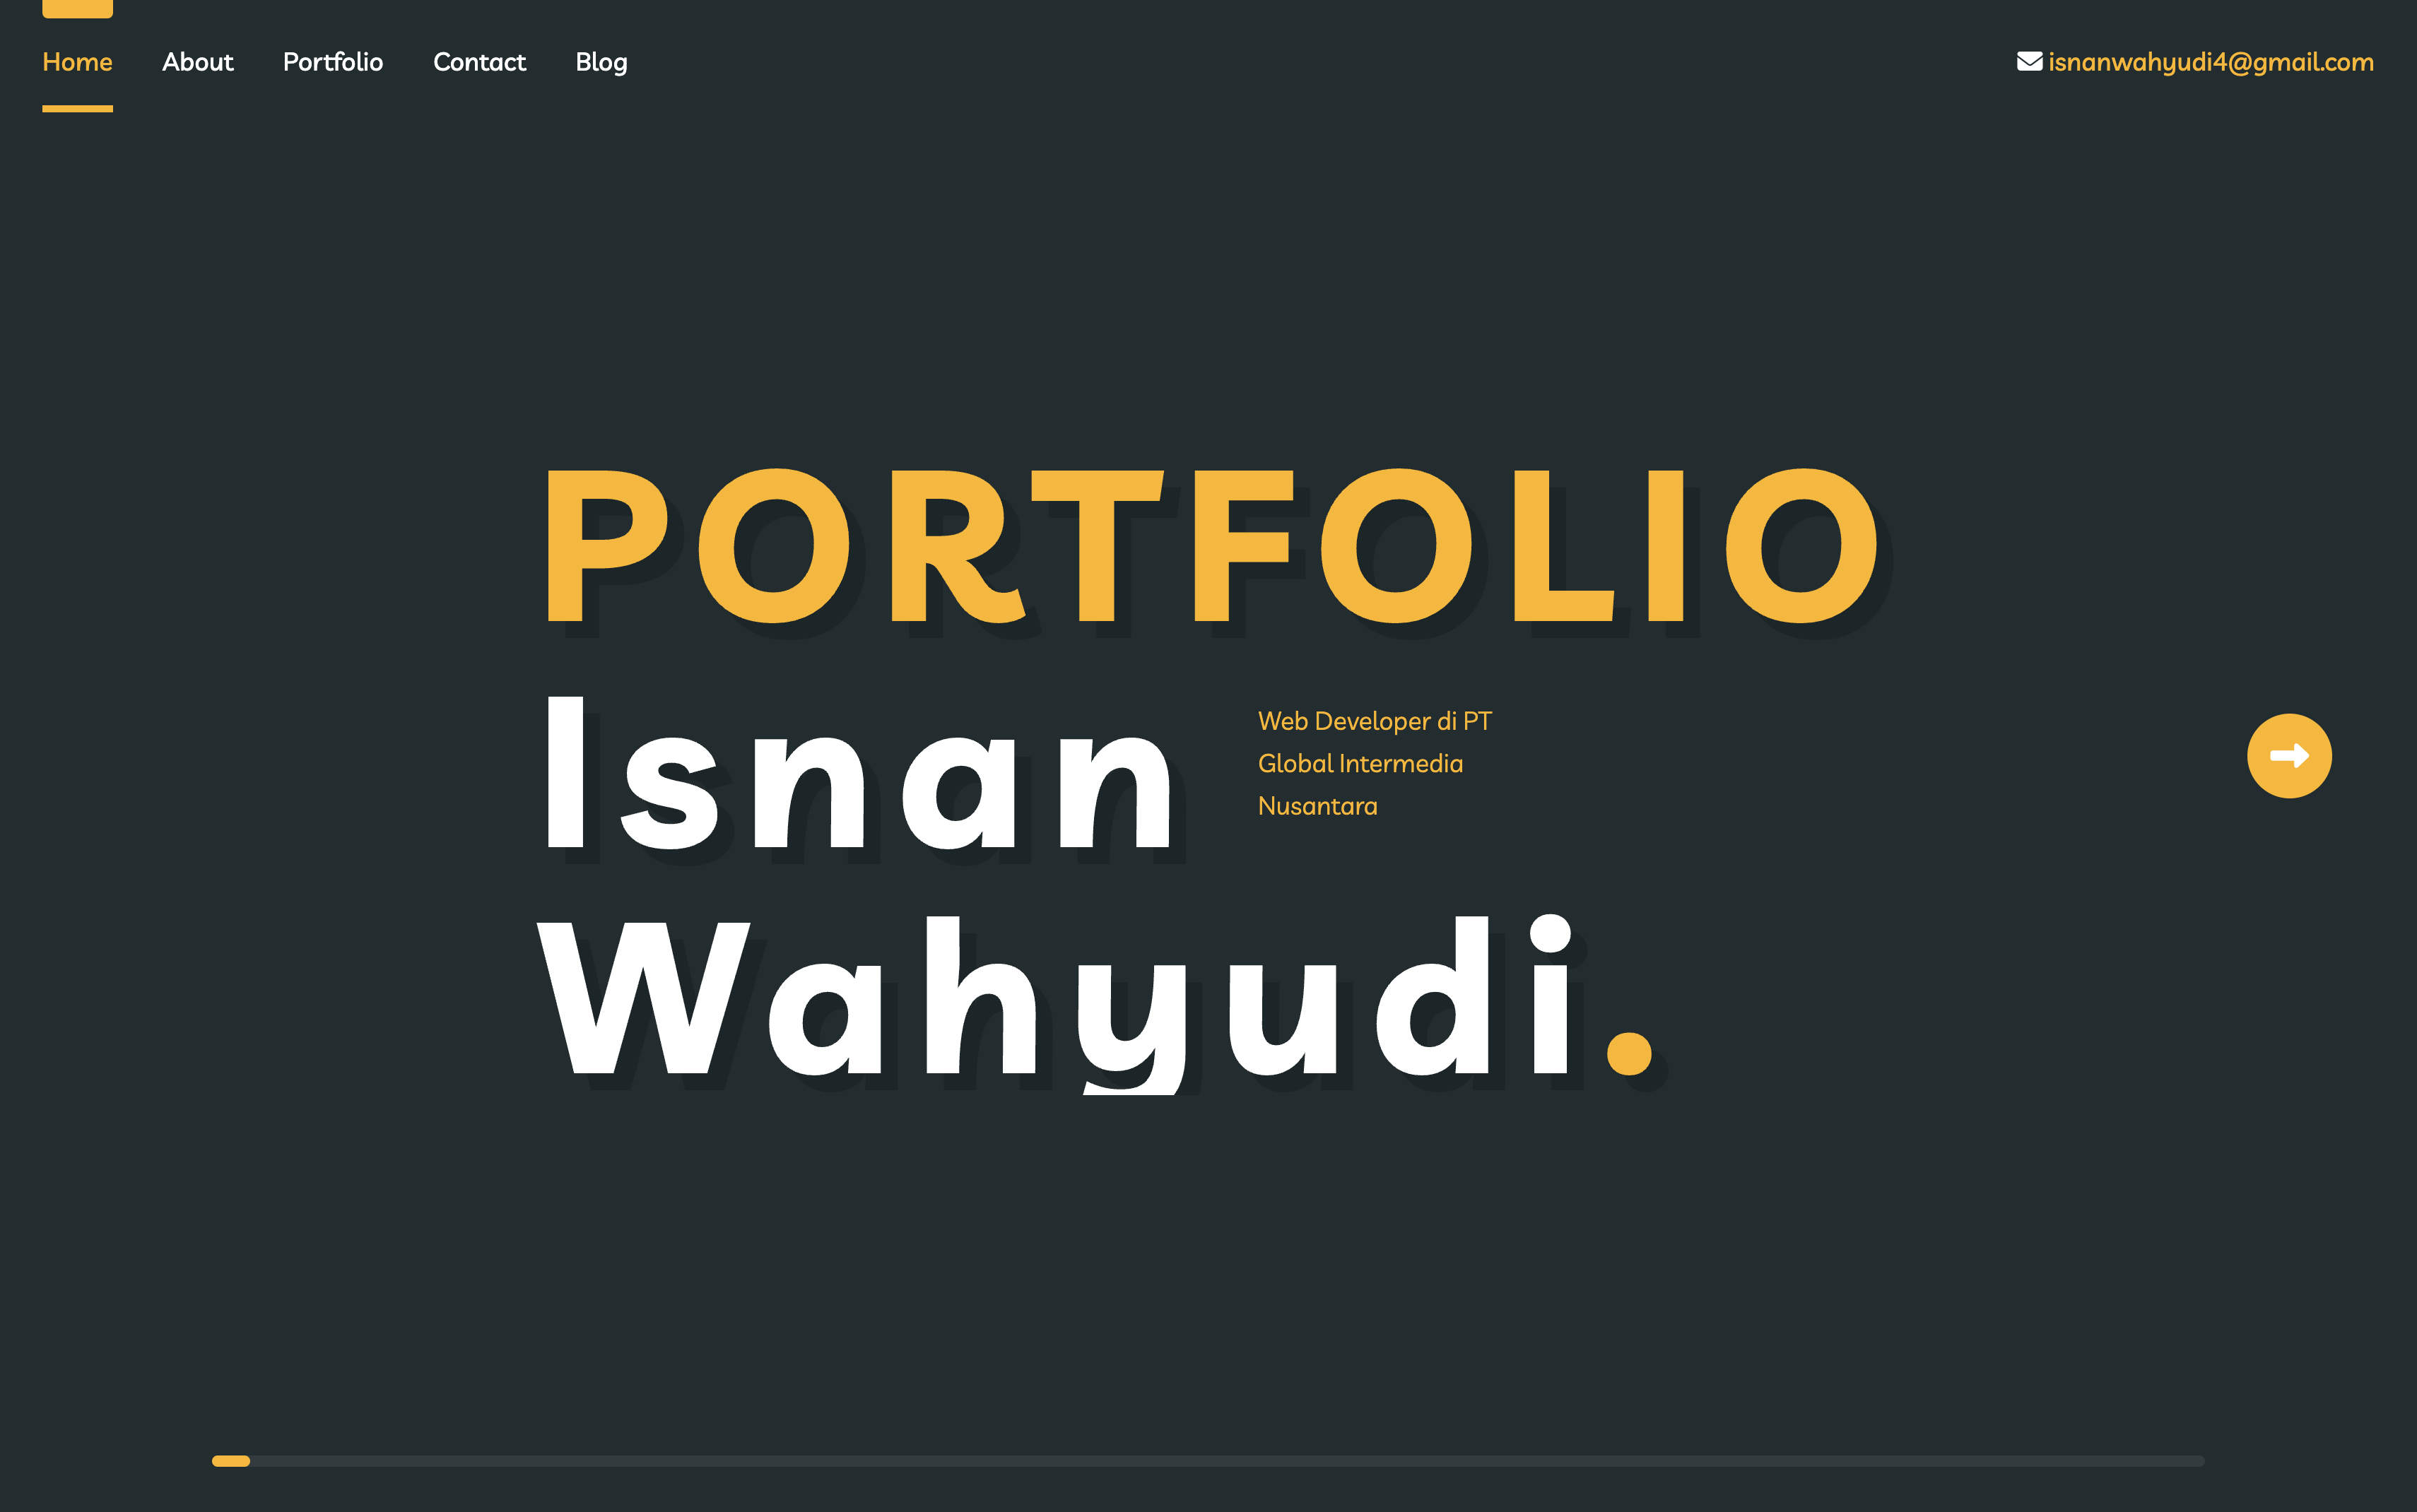 Home About Portfolio Contact Blog isnanwahyudi4@gmail.com
PORTFOLIO
Isnan
Web Developer di PT
Global Intermedia
Nusantara
Wahyudi.